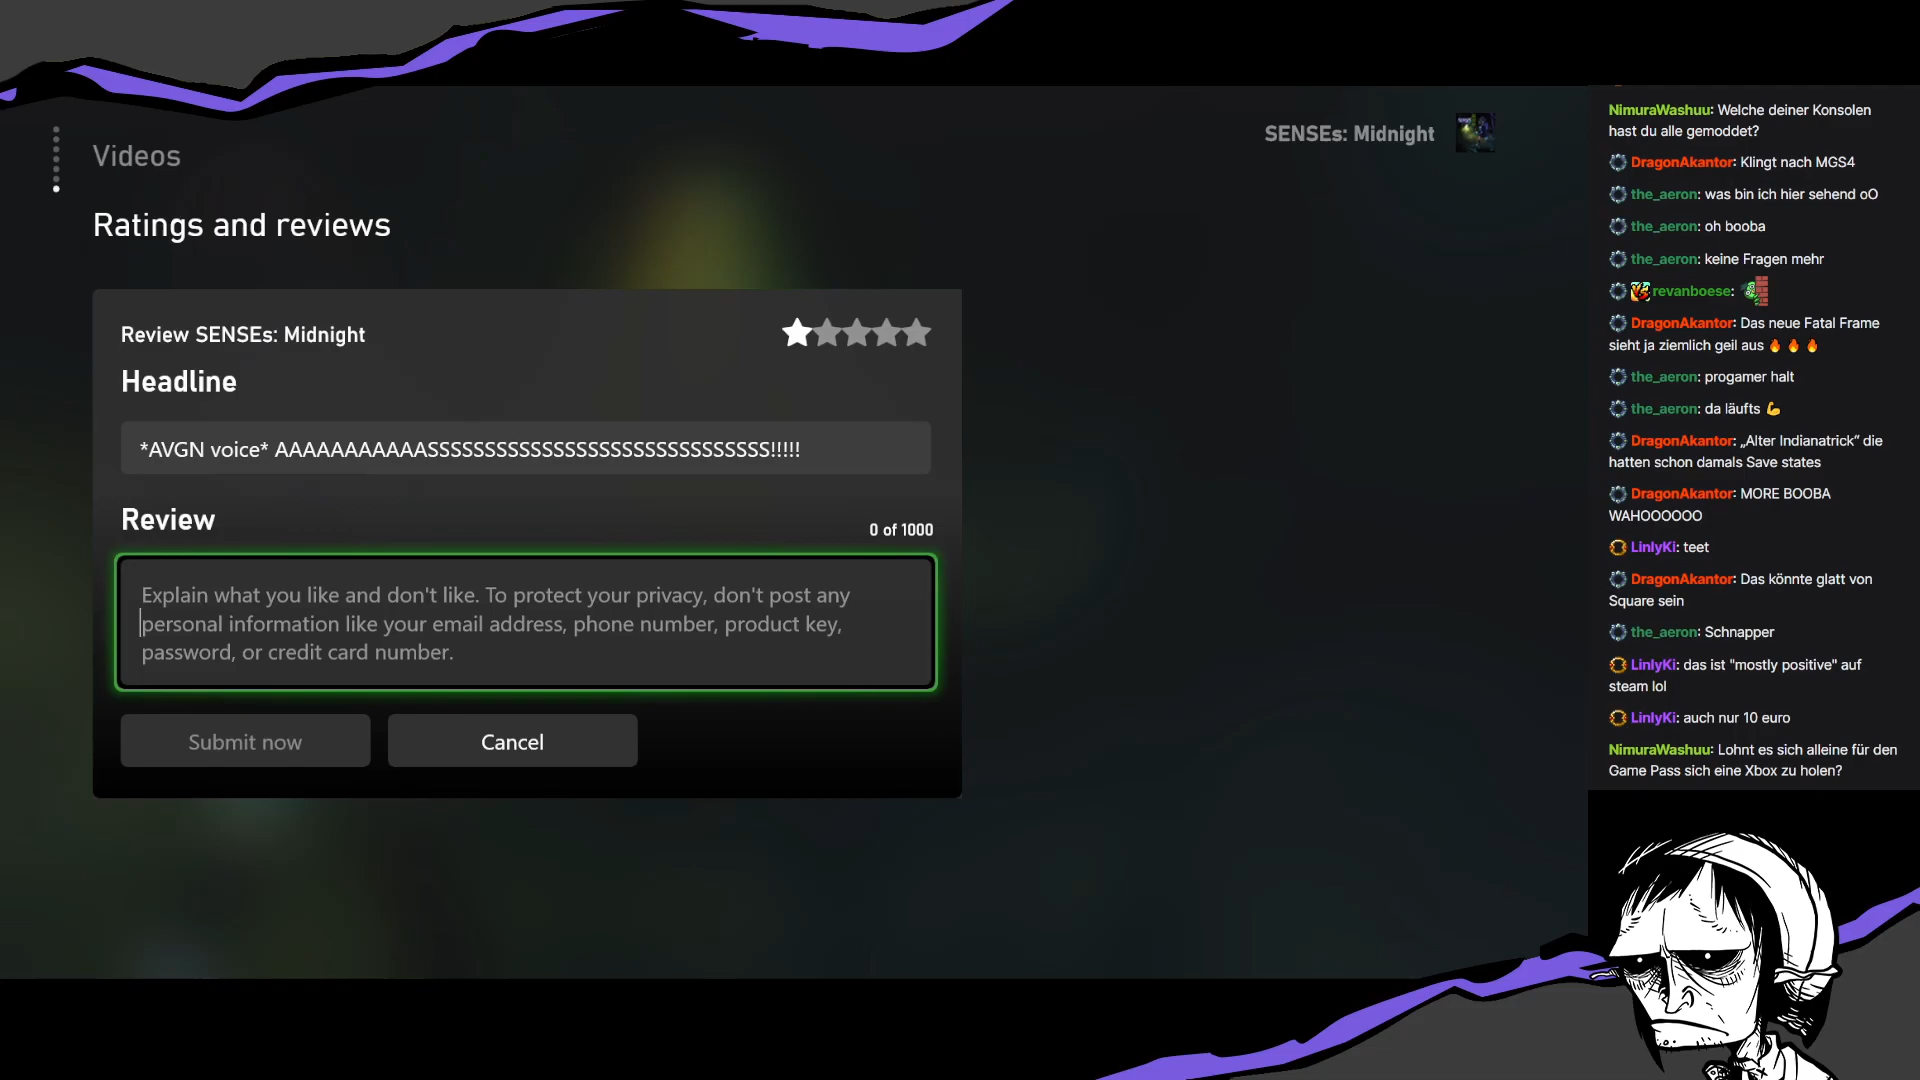 Videos
SENSEs: Midnight
Ratings and reviews
Review SENSEs: Midnight
Headline
*AVGN voice* AAAAAAAAAAASSSSSSSSSSSSSSSSSSSSSSSSSSSSSS!!!!!
Review
0 of 1000
Explain what you like and don't like. To protect your privacy, don't post any
personal information like your email address, phone number, product key,
password, or credit card number.
Submit now
Cancel
NimuraWashuu: Welche deiner Konsolen
hast du alle gemoddet?
DragonAkantor: Klingt nach MGS4
the_aeron: was bin ich hier sehend oO
the_aeron: oh booba
the_aeron: keine Fragen mehr
revanboese:
DragonAkantor: Das neue Fatal Frame
sieht ja ziemlich geil aus 🔥 🔥 🔥
the_aeron: progamer halt
the_aeron: da läufts 💪
DragonAkantor: „Alter Indianatrick“ die
hatten schon damals Save states
DragonAkantor: MORE BOOBA
WAHOOOOOO
LinlyKi: teet
DragonAkantor: Das könnte glatt von
Square sein
the_aeron: Schnapper
LinlyKi: das ist "mostly positive" auf
steam lol
LinlyKi: auch nur 10 euro
NimuraWashuu: Lohnt es sich alleine für den
Game Pass sich eine Xbox zu holen?